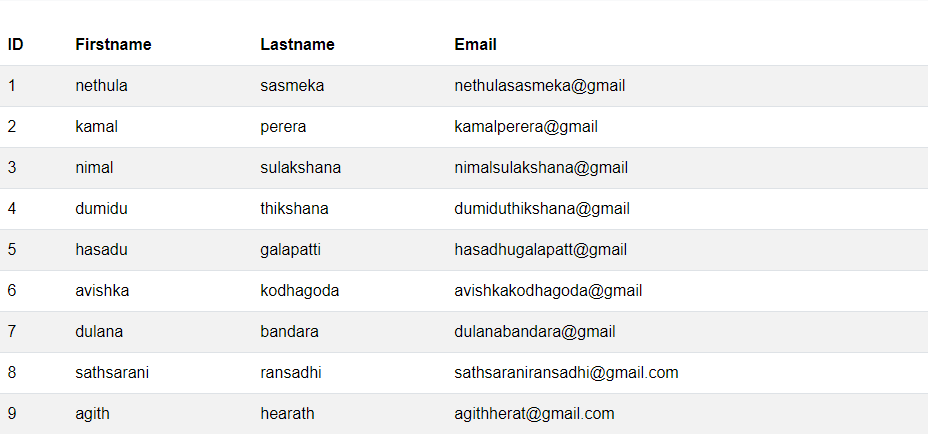 ID Firstname Lastname Email
1 nethula sasmeka nethulasasmeka@gmail
2 kamal perera kamalperera@gmail
3 nimal sulakshana nimalsulakshana@gmail
4 dumidu thikshana dumiduthikshana@gmail
5 hasadu galapatti hasadhugalapatt@gmail
6 avishka kodhagoda avishkakodhagoda@gmail
7 dulana bandara dulanabandara@gmail
8 sathsarani ransadhi sathsaraniransadhi@gmail.com
9 agith hearath agithherat@gmail.com